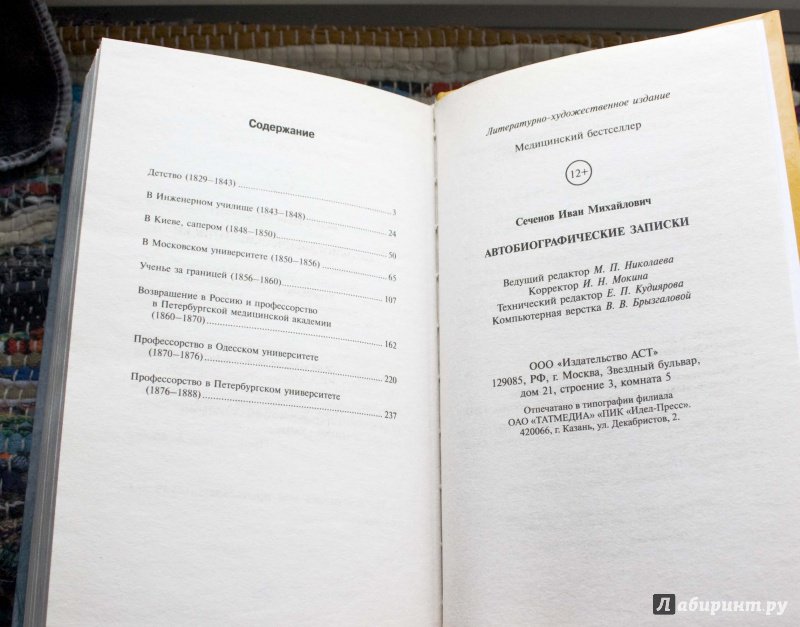 Содержание
Детство (1829–1843) 3
В Инженерном училище (1843–1848) 24
В Киеве, сапером (1848–1850) 50
В Московском университете (1850–1856) 65
Ученье за границей (1856–1860) 107
Возвращение в Россию и профессорство
в Петербургской медицинской академии
(1860–1870) 162
Профессорство в Одесском университете
(1870–1876) 220
Профессорство в Петербургском университете
(1876–1888) 237
Литературно-художественное издание
Медицинский бестселлер
12+
Сеченов Иван Михайлович
АВТОБИОГРАФИЧЕСКИЕ ЗАПИСКИ
Ведущий редактор М. П. Николаева
Корректор И. Н. Мокина
Технический редактор Е. П. Кудиярова
Компьютерная верстка В. В. Брызгаловой
ООО «Издательство АСТ»
129085, РФ, г. Москва, Звездный бульвар,
дом 21, строение 3, комната 5
Отпечатано в типографии филиала
ОАО «ТАТМЕДИА» «ПИК «Идел-Пресс».
420066, г. Казань, ул. Декабристов, 2.
Л Лабиринт.ру